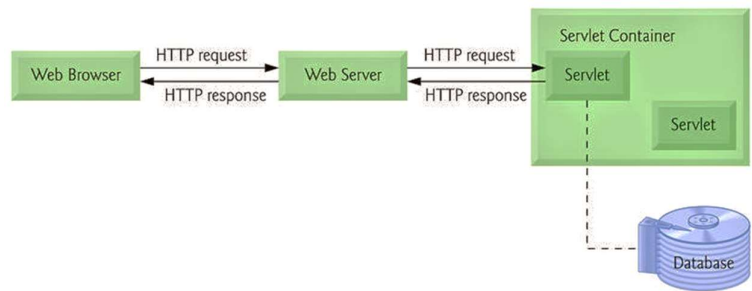 Web Browser
HTTP request
HTTP response
Web Server
HTTP request
HTTP response
Servlet Container
Servlet
Servlet
Database